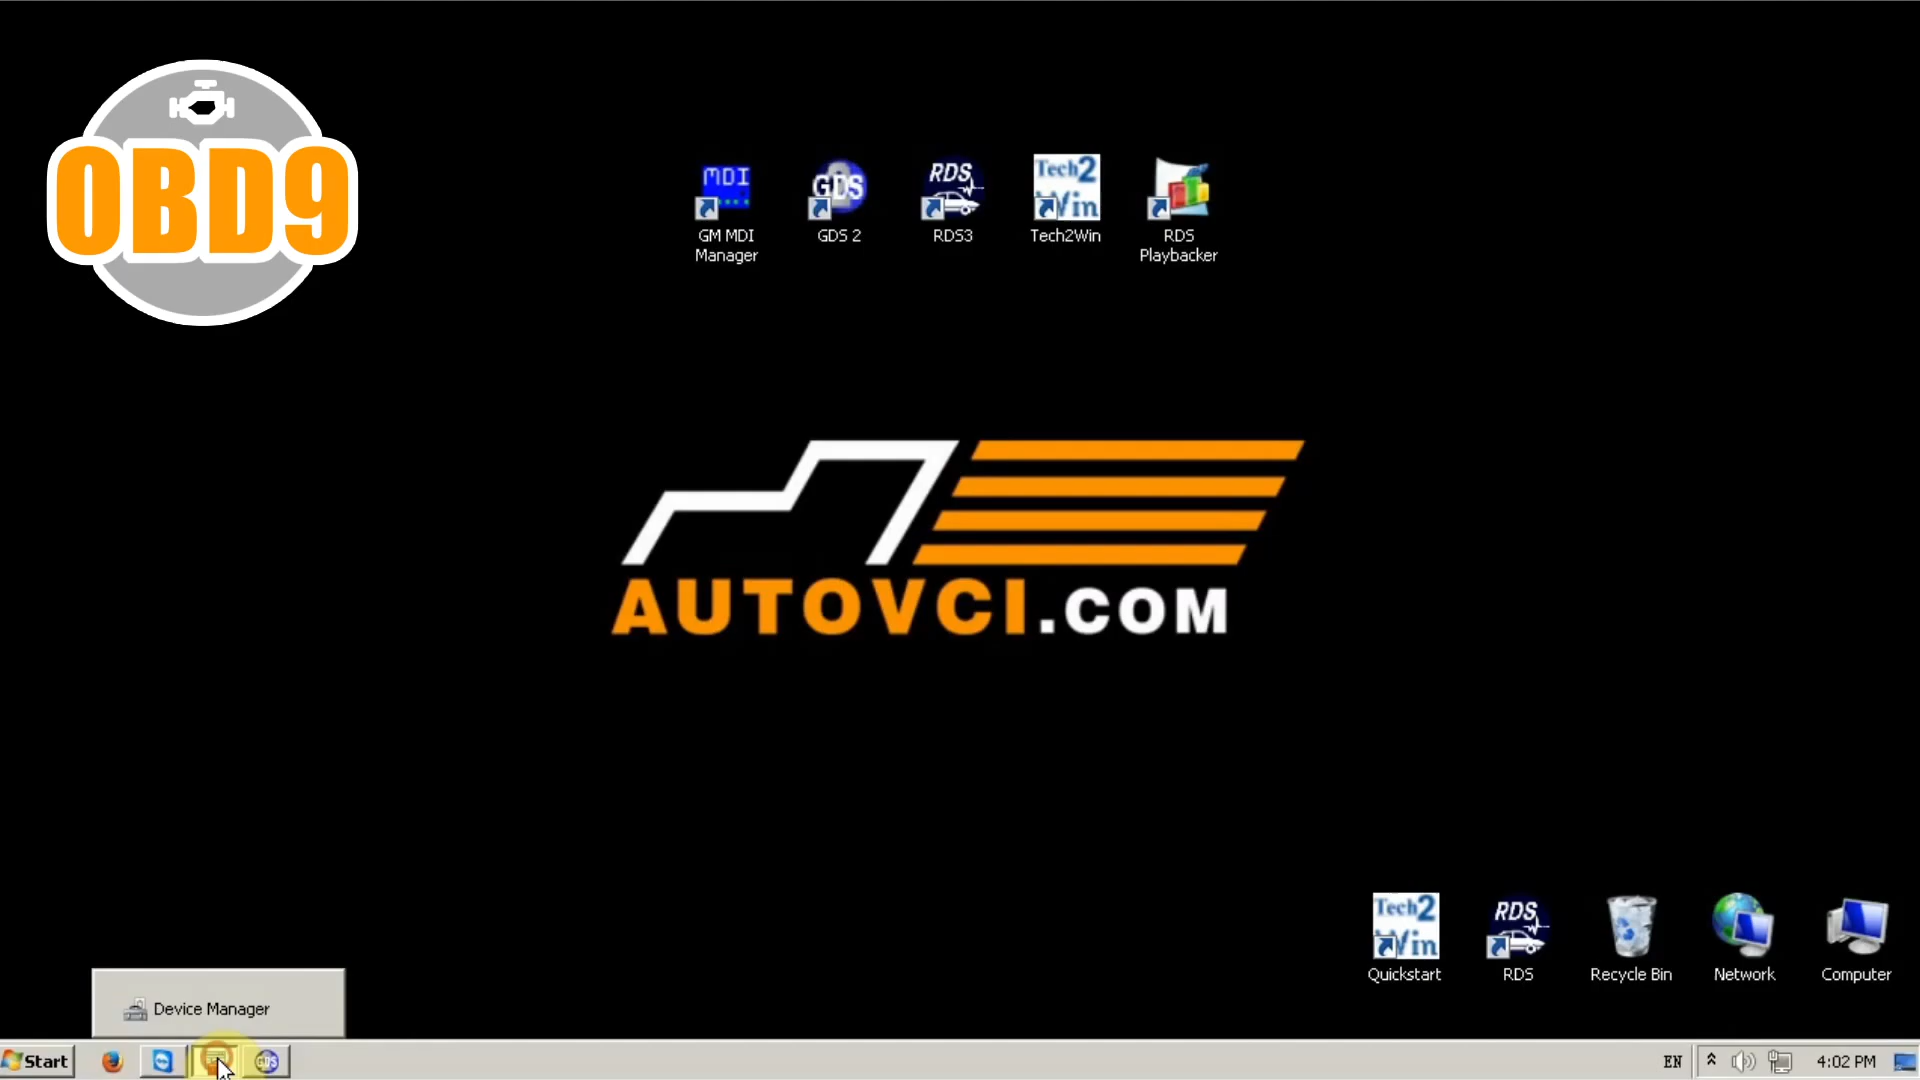 OBD9
MDI
GDS
RDS
Tech2
Win
GM MDI
Manager
GDS 2
RDS3
Tech2Win
RDS
Playbacker
AUTOVCI.COM
Tech2
Win
RDS
Quickstart
RDS
Recycle Bin
Network
Computer
Device Manager
Start
GDS
EN
4:02 PM